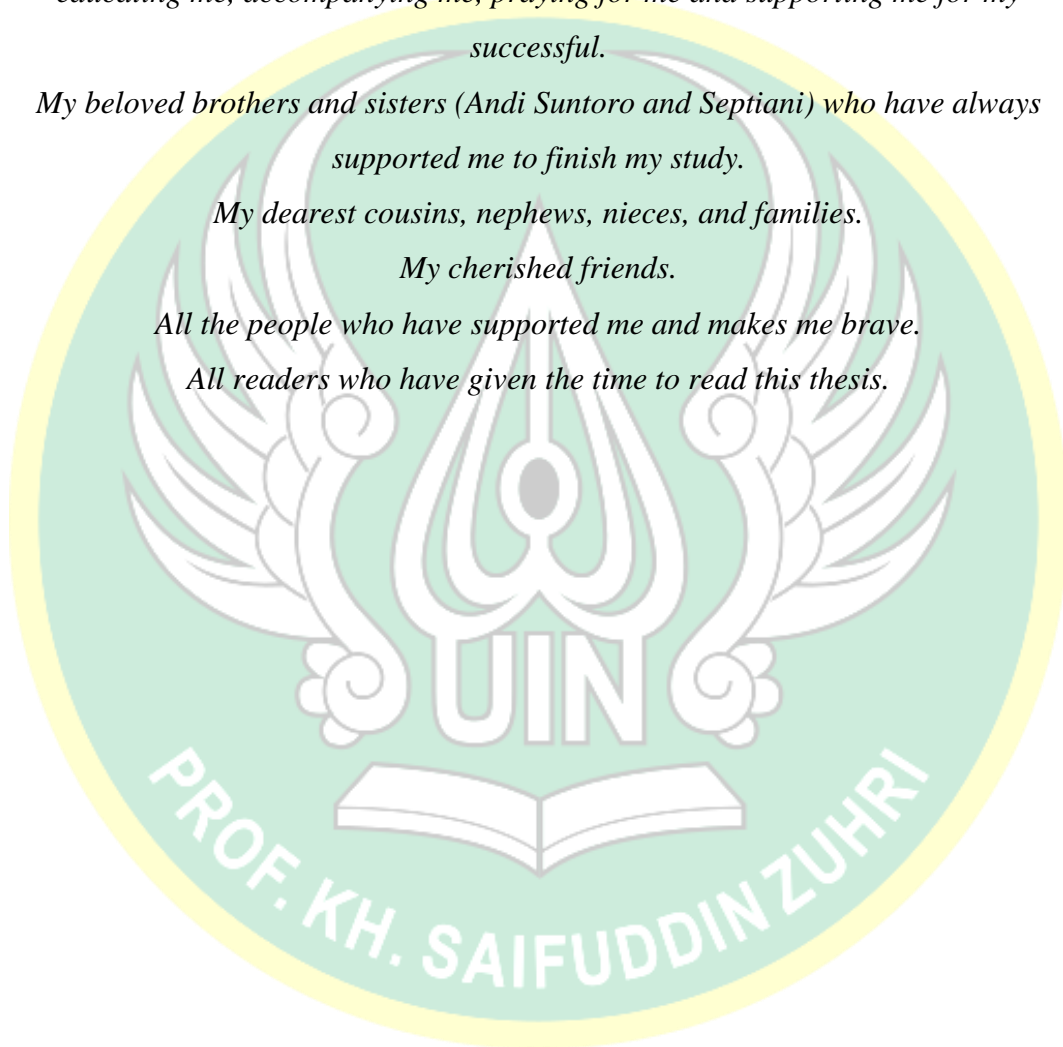 educating me, accompanying me, praying for me and supporting me for my
successful.
My beloved brothers and sisters (Andi Suntoro and Septiani) who have always
supported me to finish my study.
My dearest cousins, nephews, nieces, and families.
My cherished friends.
All the people who have supported me and makes me brave.
All readers who have given the time to read this thesis.
UIN
PROF. KH. SAIFUDDIN ZUHRI